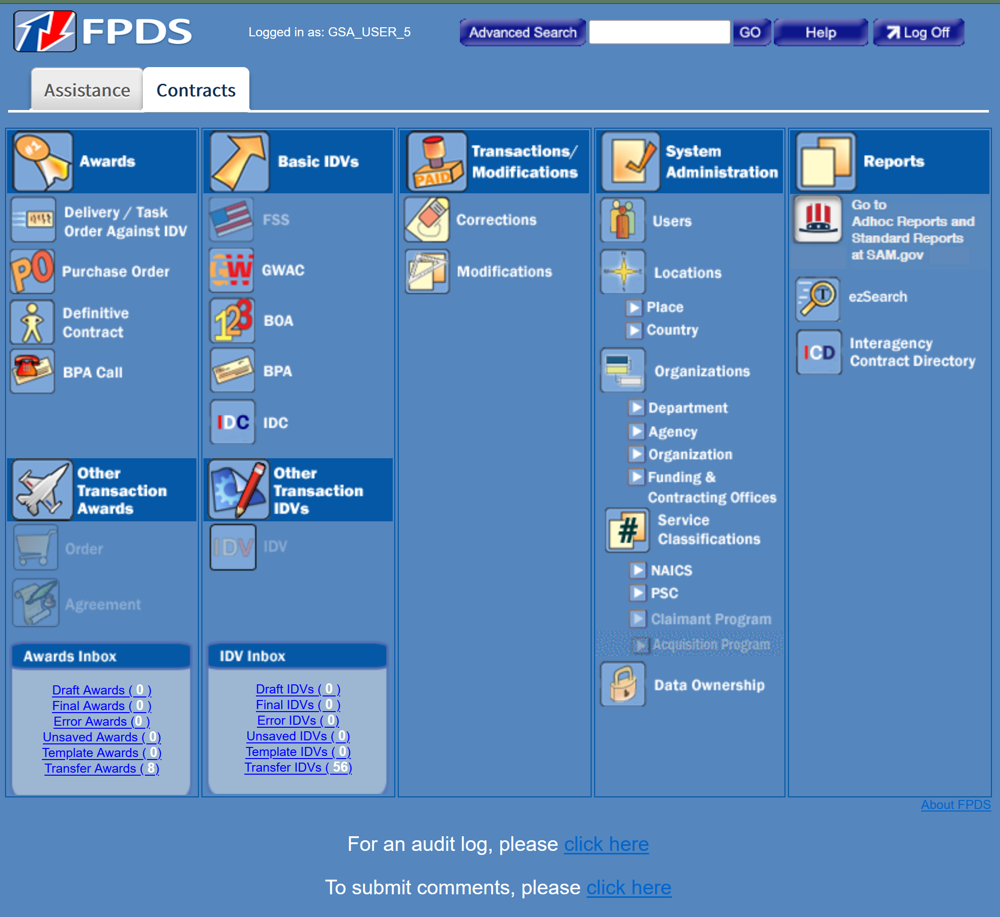 FPDS
Logged in as: GSA_USER_5
Advanced Search
GO
Help
Log Off
Assistance
Contracts
#1
Awards
Delivery / Task
Order Against IDV
PO
Purchase Order
Definitive
Contract
BPA Call
Other
Transaction
Awards
Order
Agreement
Awards Inbox
Draft Awards ( 0 )
Final Awards ( 0 )
Error Awards (0 )
Unsaved Awards ( 0)
Template Awards ( 0)
Transfer Awards ( 8)
Basic IDVs
FSS
GW
GWAC
123
BOA
BPA
IDC
IDC
Other
Transaction
IDVs
IDV
IDV
IDV Inbox
Draft IDVs ( 0 )
Final IDVs ( 0 )
Error IDVs ( 0)
Unsaved IDVs ( 0)
Template IDVs ( 0)
Transfer IDVs ( 56)
PAID
Transactions/
Modifications
Corrections
Modifications
System
Administration
Users
Locations
Place
Country
Organizations
Department
Agency
Organization
Funding &
Contracting Offices
#
Service
Classifications
NAICS
PSC
Claimant Program
Acquisition Program
Data Ownership
Reports
Go to
Adhoc Reports and
Standard Reports
at SAM.gov
T
ezSearch
ICD
Interagency
Contract Directory
About FPDS
For an audit log, please click here
To submit comments, please click here